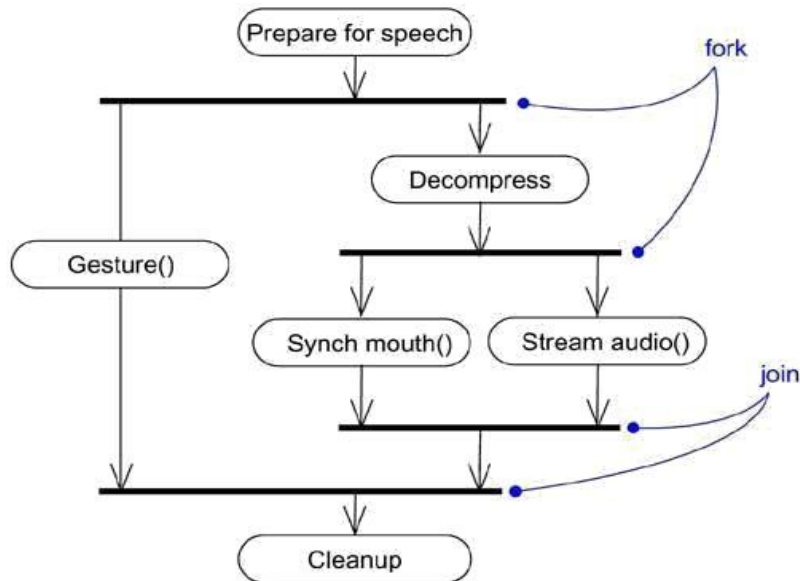 Prepare for speech
fork
Decompress
Gesture()
Synch mouth()
Stream audio()
join
Cleanup